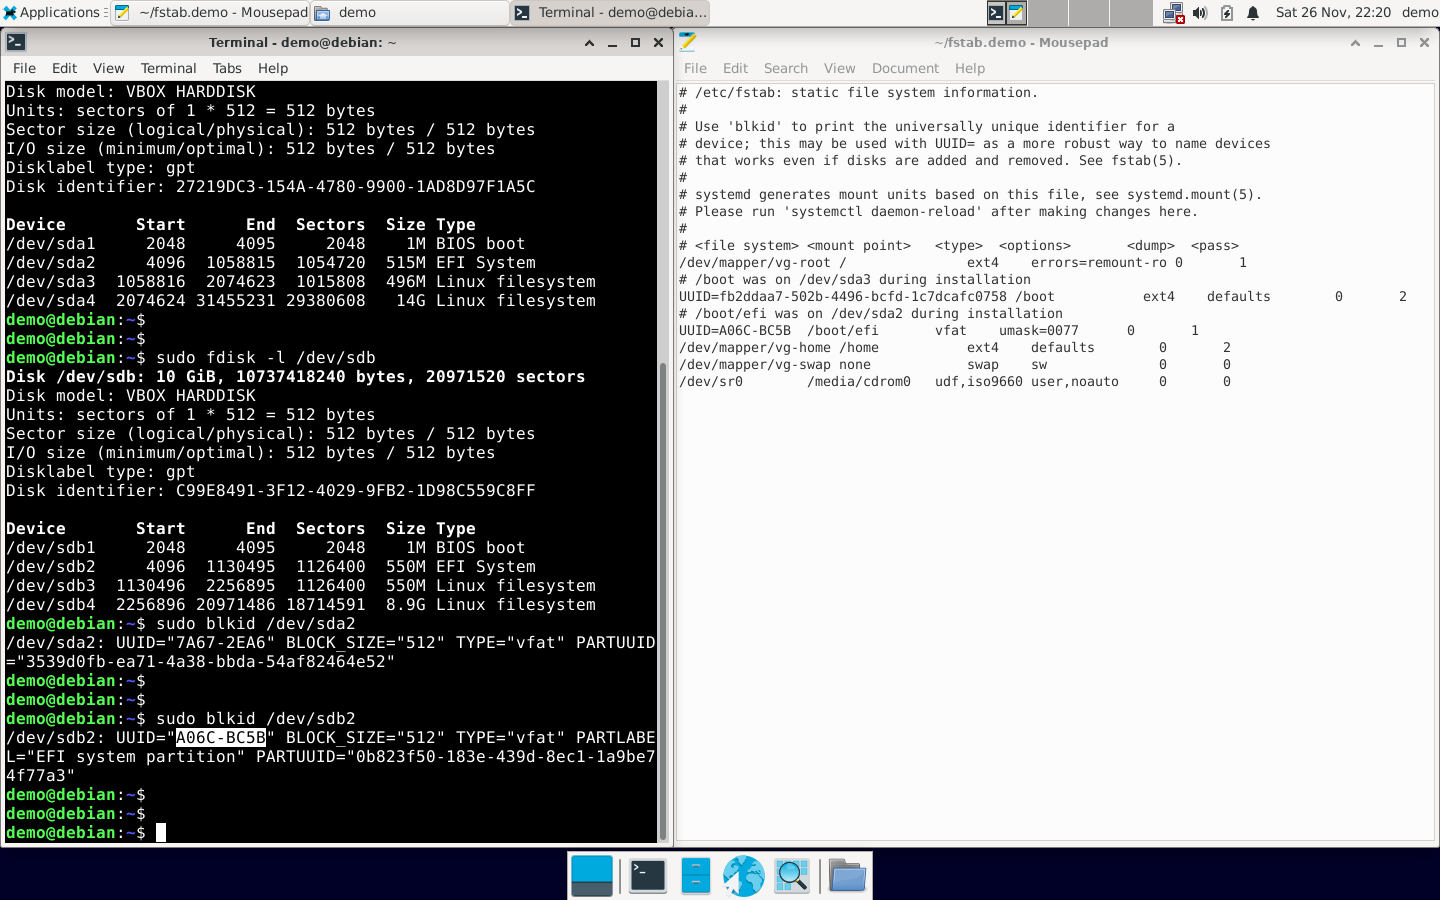 Applications
~/fstab.demo - Mousepad
demo
Terminal - demo@debia...
Sat 26 Nov, 22:20
demo
Terminal - demo@debian: ~
File Edit View Terminal Tabs Help
Disk model: VBOX HARDDISK
Units: sectors of 1 * 512 = 512 bytes
Sector size (logical/physical): 512 bytes / 512 bytes
I/O size (minimum/optimal): 512 bytes / 512 bytes
Disklabel type: gpt
Disk identifier: 27219DC3-154A-4780-9900-1AD8D97F1A5C
Device Start End Sectors Size Type
/dev/sda1 2048 4095 2048 1M BIOS boot
/dev/sda2 4096 1058815 1054720 515M EFI System
/dev/sda3 1058816 2074623 1015808 496M Linux filesystem
/dev/sda4 2074624 31455231 29380608 14G Linux filesystem
demo@debian:~$
demo@debian:~$
demo@debian:~$ sudo fdisk -l /dev/sdb
Disk /dev/sdb: 10 GiB, 10737418240 bytes, 20971520 sectors
Disk model: VBOX HARDDISK
Units: sectors of 1 * 512 = 512 bytes
Sector size (logical/physical): 512 bytes / 512 bytes
I/O size (minimum/optimal): 512 bytes / 512 bytes
Disklabel type: gpt
Disk identifier: C99E8491-3F12-4029-9FB2-1D98C559C8FF
Device Start End Sectors Size Type
/dev/sdb1 2048 4095 2048 1M BIOS boot
/dev/sdb2 4096 1130495 1126400 550M EFI System
/dev/sdb3 1130496 2256895 1126400 550M Linux filesystem
/dev/sdb4 2256896 20971486 18714591 8.9G Linux filesystem
demo@debian:~$ sudo blkid /dev/sda2
/dev/sda2: UUID="7A67-2EA6" BLOCK_SIZE="512" TYPE="vfat" PARTUUID
="3539d0fb-ea71-4a38-bbda-54af82464e52"
demo@debian:~$
demo@debian:~$
demo@debian:~$ sudo blkid /dev/sdb2
/dev/sdb2: UUID="A06C-BC5B" BLOCK_SIZE="512" TYPE="vfat" PARTLABE
L="EFI system partition" PARTUUID="0b823f50-183e-439d-8ec1-1a9be7
4f77a3"
demo@debian:~$
demo@debian:~$
demo@debian:~$
~/fstab.demo - Mousepad
File Edit Search View Document Help
# /etc/fstab: static file system information.
#
# Use 'blkid' to print the universally unique identifier for a
# device; this may be used with UUID= as a more robust way to name devices
# that works even if disks are added and removed. See fstab(5).
#
# systemd generates mount units based on this file, see systemd.mount(5).
# Please run 'systemctl daemon-reload' after making changes here.
#
# <file system> <mount point> <type> <options> <dump> <pass>
/dev/mapper/vg-root / ext4 errors=remount-ro 0 1
# /boot was on /dev/sda3 during installation
UUID=fb2ddaa7-502b-4496-bcfd-1c7dcafc0758 /boot ext4 defaults 0 2
# /boot/efi was on /dev/sda2 during installation
UUID=A06C-BC5B /boot/efi vfat umask=0077 0 1
/dev/mapper/vg-home /home ext4 defaults 0 2
/dev/mapper/vg-swap none swap sw 0 0
/dev/sr0 /media/cdrom0 udf,iso9660 user,noauto 0 0